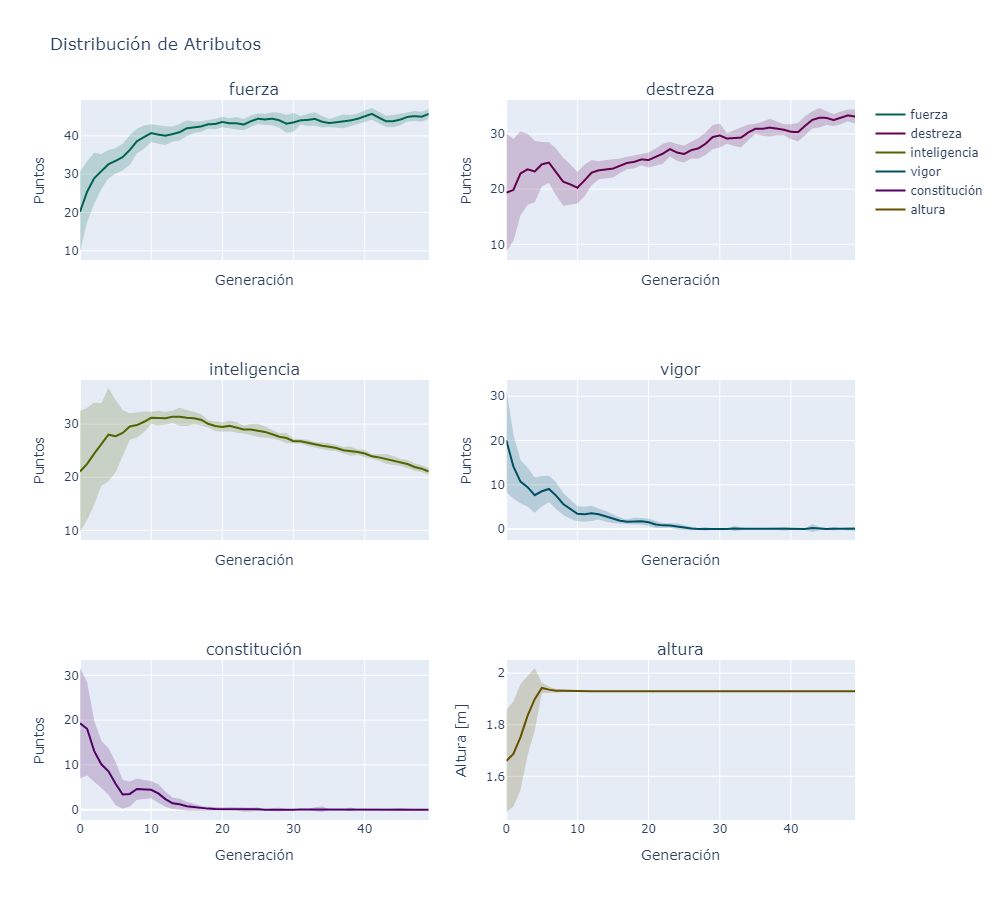 Distribución de Atributos
fuerza
Puntos
40
30
20
10
Generación
destreza
Puntos
30
20
10
Generación
fuerza
destreza
inteligencia
vigor
constitución
altura
inteligencia
Puntos
30
20
10
Generación
vigor
Puntos
30
20
10
0
Generación
constitución
Puntos
30
20
10
0
0 10 20 30 40
Generación
altura
Altura [m]
2
1.8
1.6
0 10 20 30 40
Generación